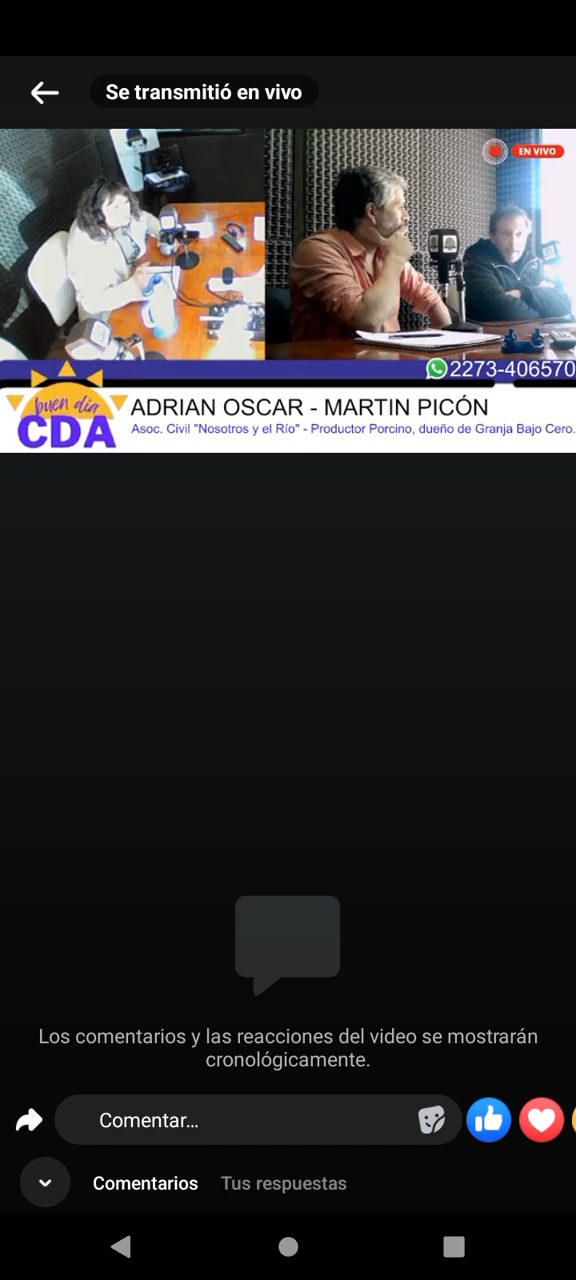 Se transmitió en vivo
EN VIVO
2273-406570
buen día
CDA
ADRIAN OSCAR - MARTIN PICÓN
Asoc. Civil "Nosotros y el Río" - Productor Porcino, dueño de Granja Bajo Cero.
Los comentarios y las reacciones del video se mostrarán
cronológicamente.
Comentar...
Comentarios
Tus respuestas